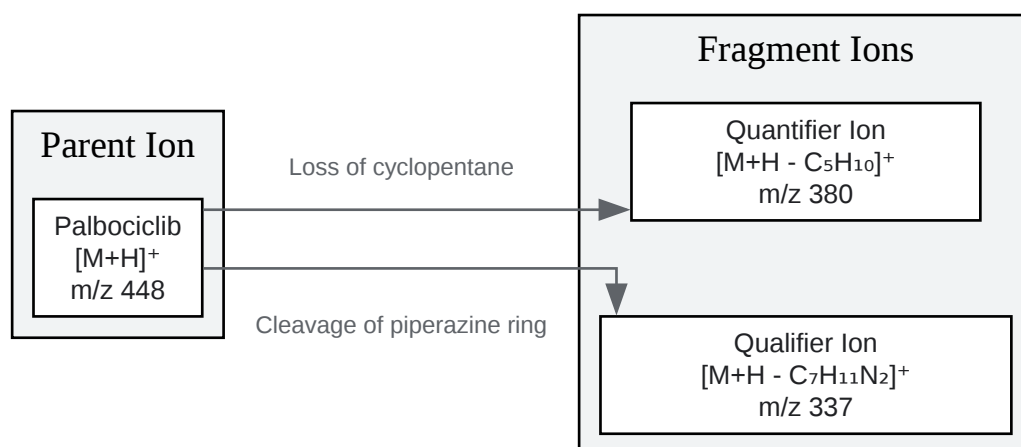 Fragment Ions
Parent Ion
Loss of cyclopentane
Quantifier Ion
[M+H - C₅H₁₀]⁺
m/z 380
Palbociclib
[M+H]⁺
m/z 448
Cleavage of piperazine ring
Qualifier Ion
[M+H - C₇H₁₁N₂]⁺
m/z 337